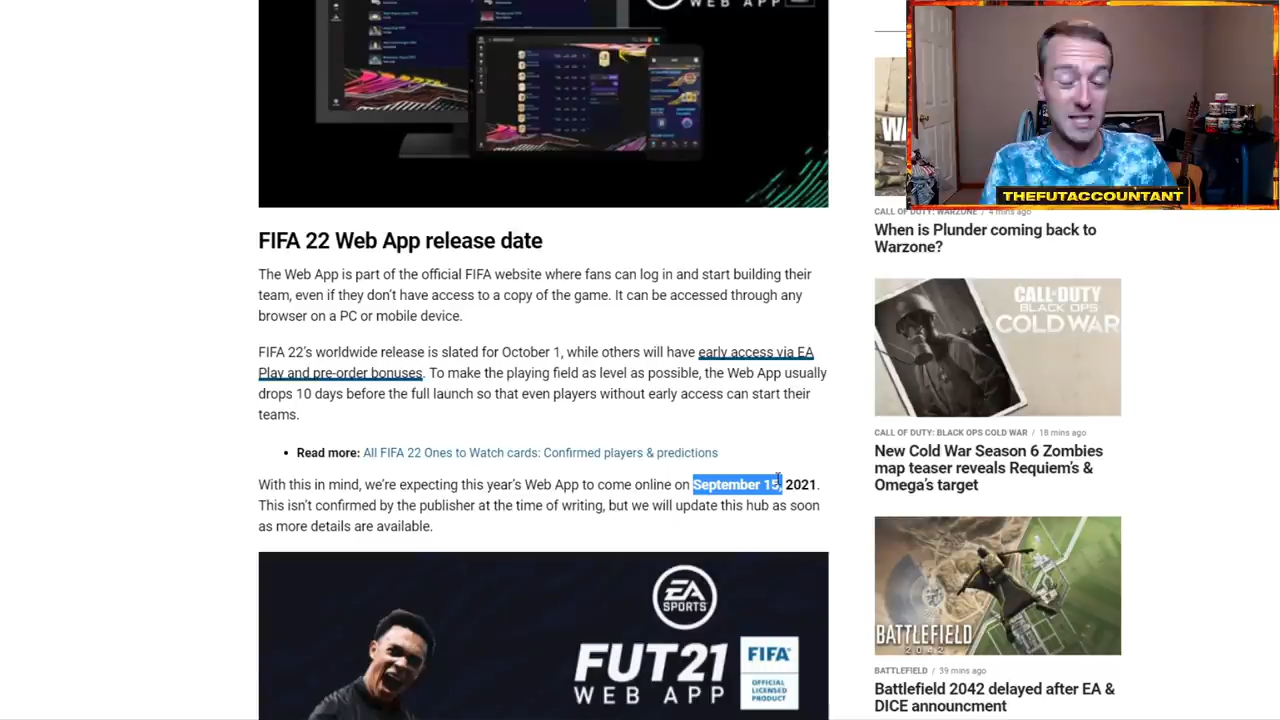 WEB APP
THEFUTACCOUNTANT
FIFA 22 Web App release date
The Web App is part of the official FIFA website where fans can log in and start building their
team, even if they don't have access to a copy of the game. It can be accessed through any
browser on a PC or mobile device.
FIFA 22's worldwide release is slated for October 1, while others will have early access via EA
Play and pre-order bonuses. To make the playing field as level as possible, the Web App usually
drops 10 days before the full launch so that even players without early access can start their
teams.
• Read more: All FIFA 22 Ones to Watch cards: Confirmed players & predictions
With this in mind, we're expecting this year's Web App to come online on September 15, 2021.
This isn't confirmed by the publisher at the time of writing, but we will update this hub as soon
as more details are available.
EA
SPORTS
FUT21
WEB APP
FIFA
OFFICIAL
LICENSED
PRODUCT
CALL OF DUTY: WARZONE / 4 mins ago
When is Plunder coming back to
Warzone?
CALL OF DUTY
BLACK OPS
COLD WAR
CALL OF DUTY: BLACK OPS COLD WAR / 18 mins ago
New Cold War Season 6 Zombies
map teaser reveals Requiem's &
Omega's target
BATTLEFIELD
2042
BATTLEFIELD / 39 mins ago
Battlefield 2042 delayed after EA &
DICE announcment